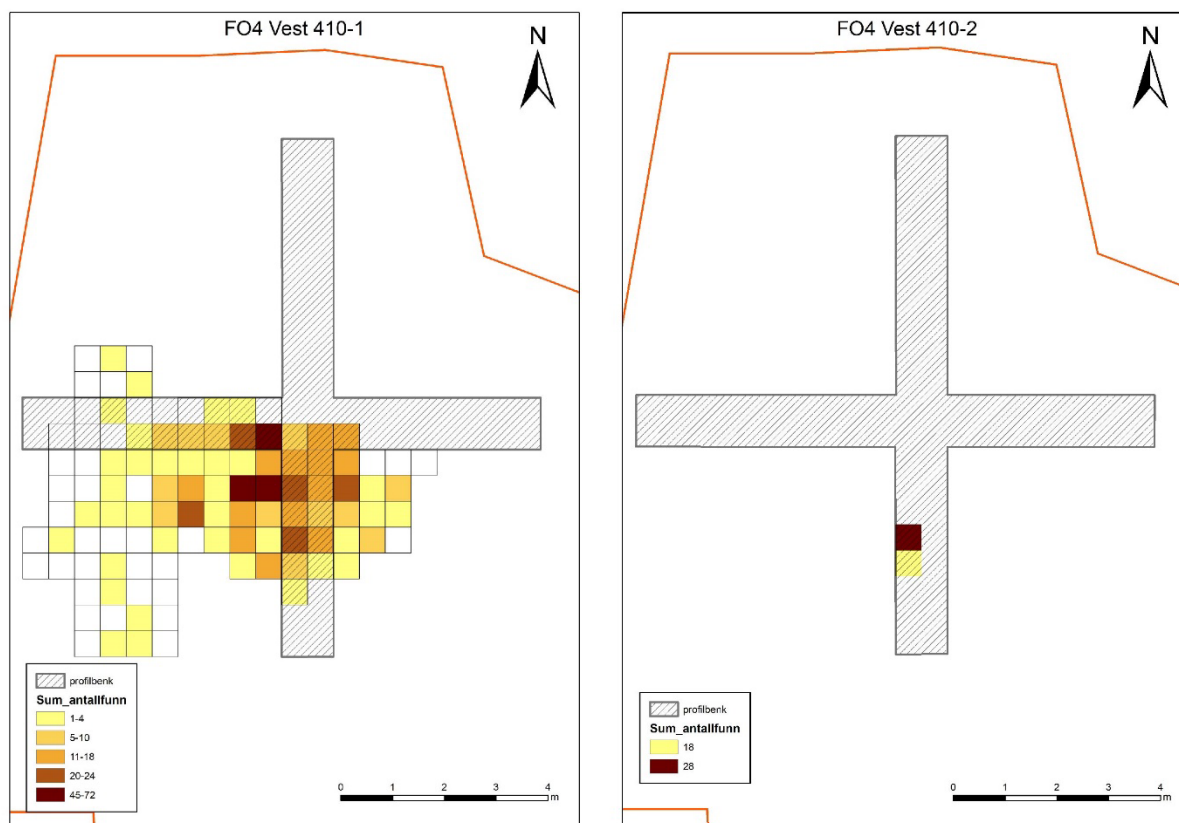 FO4 Vest 410-1
N
profilbenk
Sum_antallfunn
1-4
5-10
11-18
20-24
45-72
0 1 2 3 4
m
FO4 Vest 410-2
N
profilbenk
Sum_antallfunn
18
28
0 1 2 3 4
m